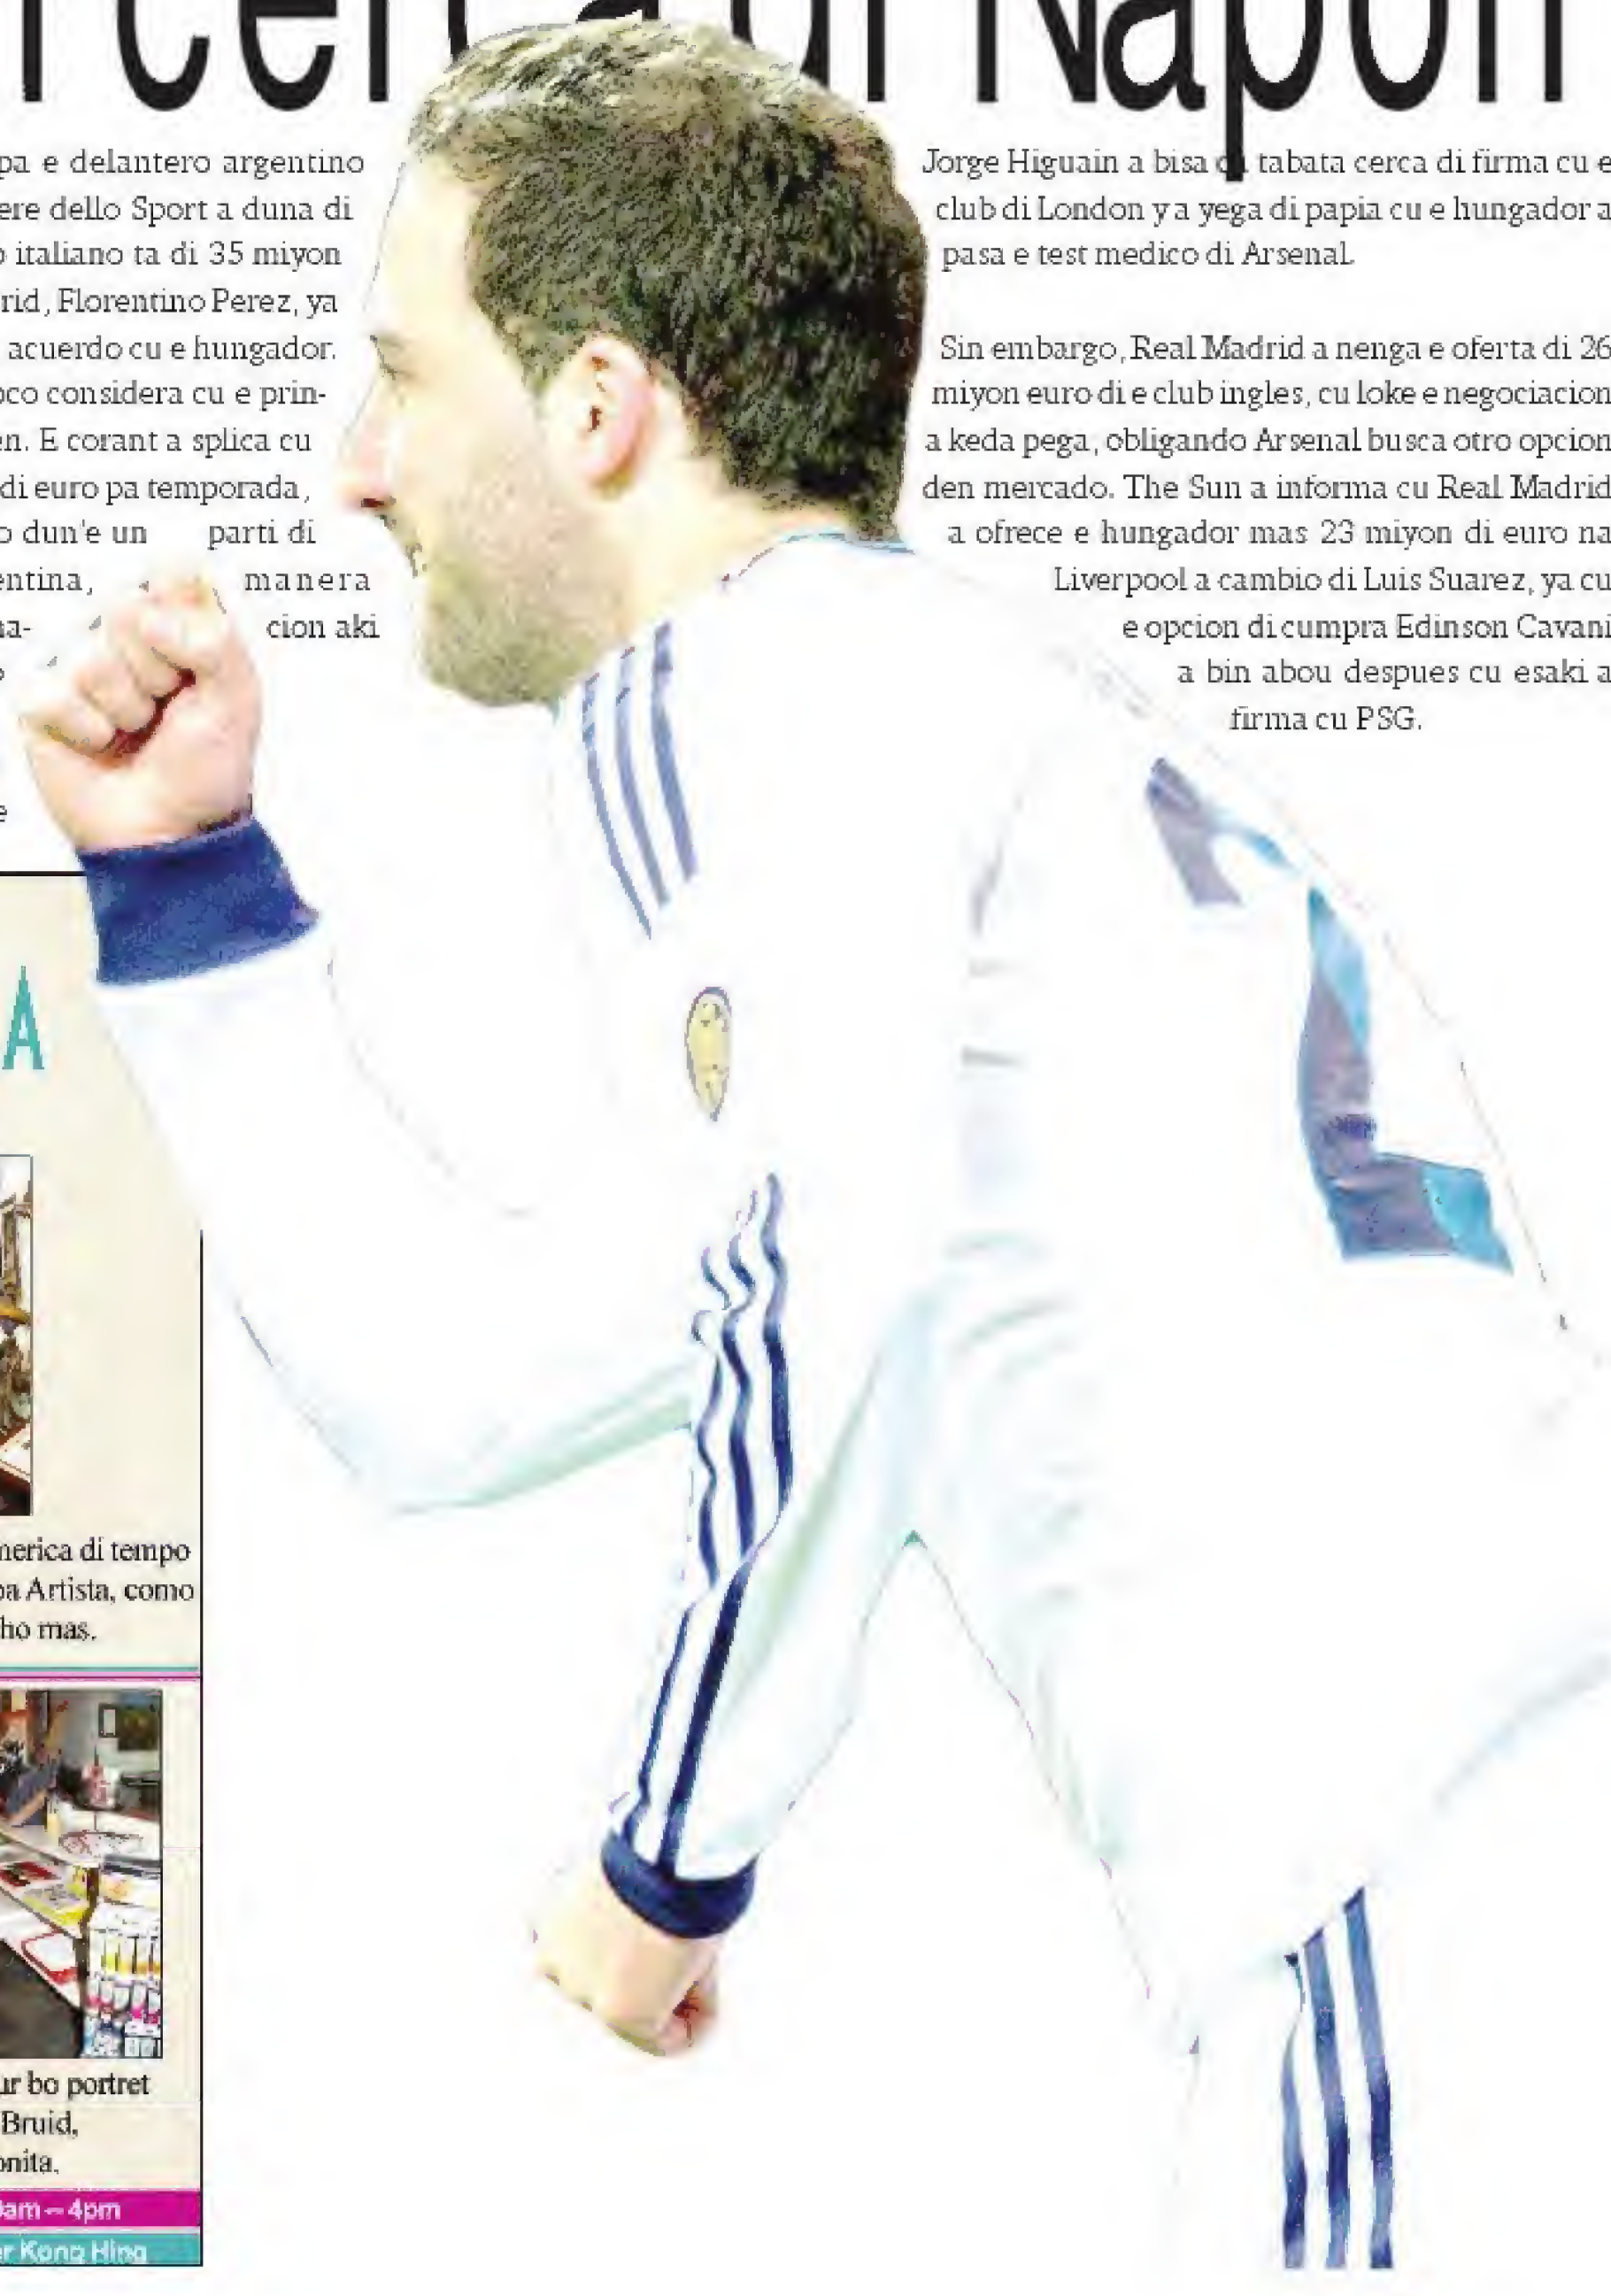 cerca di Napoli
pa e delantero argentino
ere dello Sport a duna di
italiano ta di 35 miyon
rid, Florentino Perez, ya
acuerdo cu e hungador.
oco considera cu e prin-
en. E corant a splica cu
di euro pa temporada,
o dun'e un parti di
entina, manera
na- cion aki
e
Jorge Higuain a bisa cu tabata cerca di firma cu e
club di London y a yega di papia cu e hungador a
pasa e test medico di Arsenal.
Sin embargo, Real Madrid a nenga e oferta di 26
miyon euro di e club ingles, cu loke e negociacion
a keda pega, obligando Arsenal busca otro opcion
den mercado. The Sun a informa cu Real Madrid
a ofrece e hungador mas 23 miyon di euro na
Liverpool a cambio di Luis Suarez, ya cu
e opcion di cumpra Edinson Cavani
a bin abou despues cu esaki a
firma cu PSG.
A
merica di tempo
pa Artista, como
ho mas.
ur bo portret
Bruid,
onita.
0am – 4pm
er Kong Hing